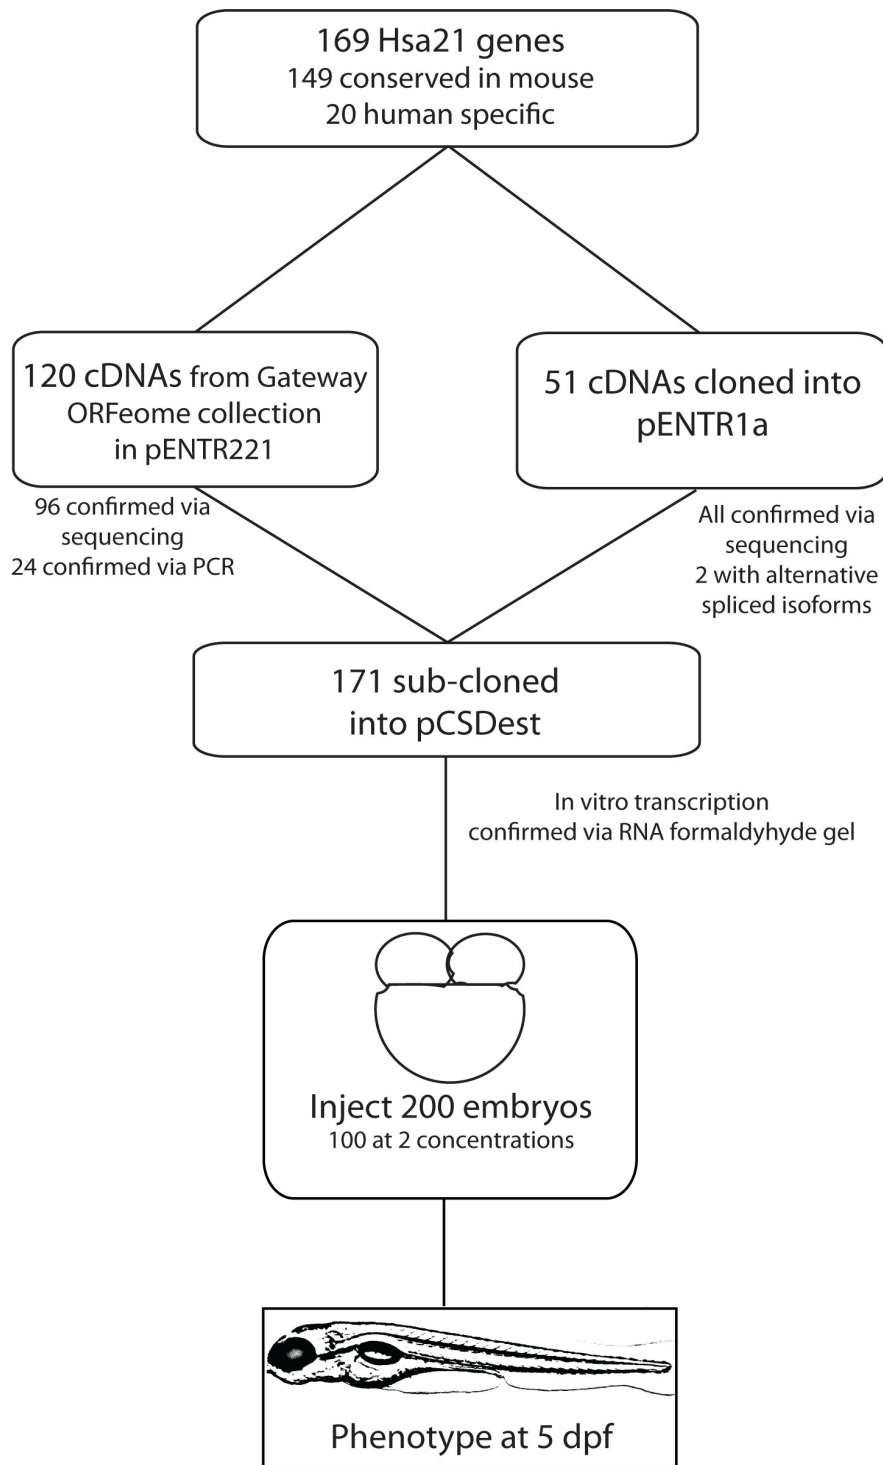 169 Hsa21 genes
149 conserved in mouse
20 human specific
120 cDNAs from Gateway
ORFeome collection
in pENTR221
51 cDNAs cloned into
pENTR1a
96 confirmed via
sequencing
24 confirmed via PCR
All confirmed via
sequencing
2 with alternative
spliced isoforms
171 sub-cloned
into pCSDest
In vitro transcription
confirmed via RNA formaldyhyde gel
Inject 200 embryos
100 at 2 concentrations
Phenotype at 5 dpf